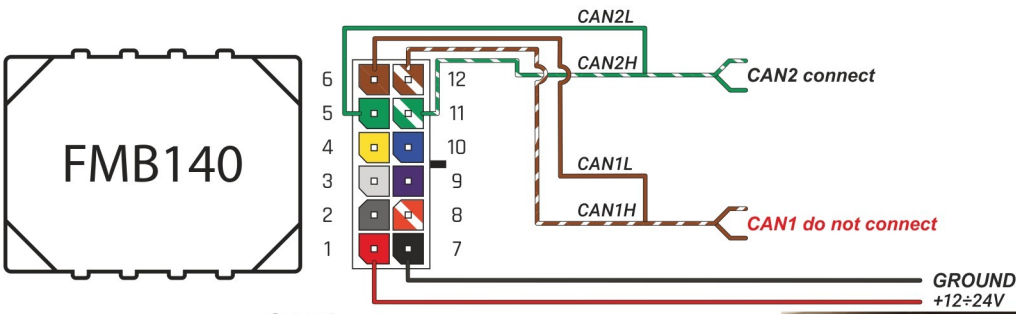 CAN2L
CAN2H
CAN2 connect
FMB140
6 12
5 11
4 10
3 9
2 8
1 7
CAN1L
CAN1H
CAN1 do not connect
GROUND
+12÷24V